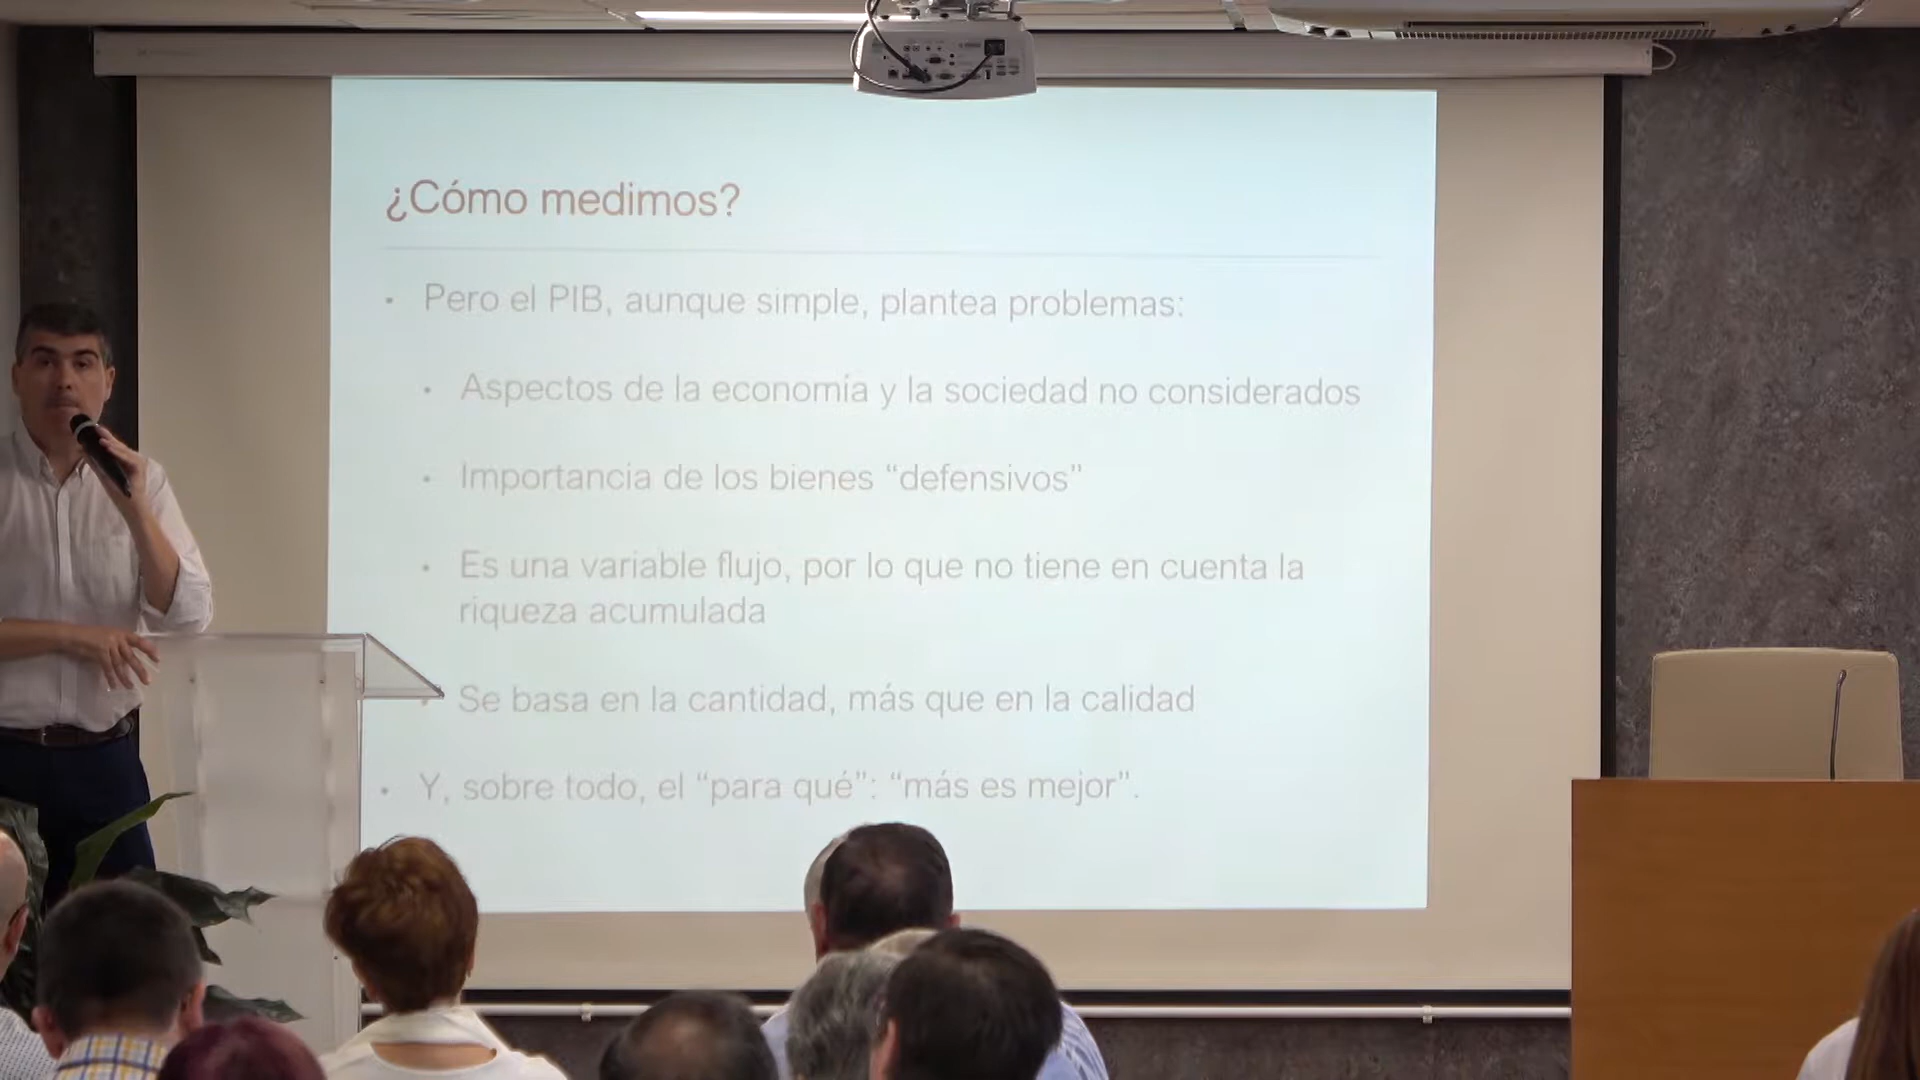 ¿Cómo medimos?
• Pero el PIB, aunque simple, plantea problemas:
• Aspectos de la economía y la sociedad no considerados
• Importancia de los bienes “defensivos”
• Es una variable flujo, por lo que no tiene en cuenta la
riqueza acumulada
• Se basa en la cantidad, más que en la calidad
• Y, sobre todo, el “para qué”: “más es mejor”.